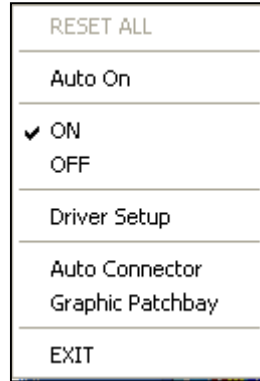 RESET ALL
Auto On
ON
OFF
Driver Setup
Auto Connector
Graphic Patchbay
EXIT